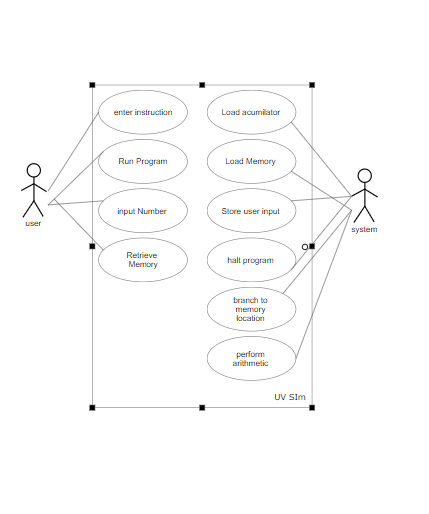 enter instruction
Load acumilator
Run Program
Load Memory
input Number
Store user input
Retrieve
Memory
halt program
branch to
memory
location
perform
arithmetic
UV SIm
user
system